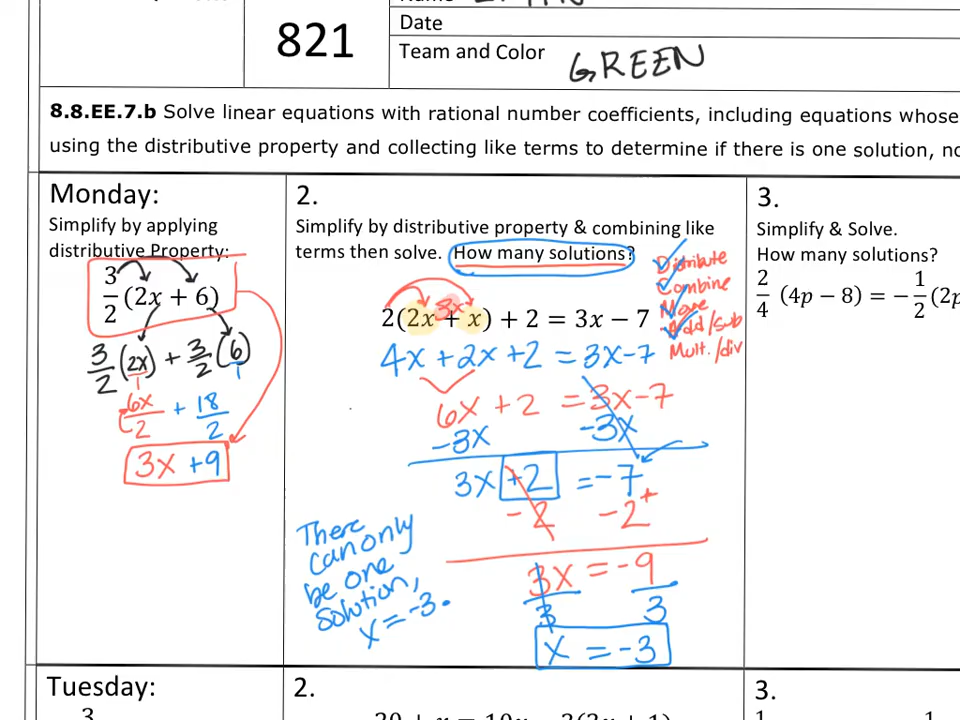 821
Date
Team and Color GREEN
8.8.EE.7.b Solve linear equations with rational number coefficients, including equations whose
using the distributive property and collecting like terms to determine if there is one solution, no
Monday:
Simplify by applying
distributive Property:
3/2 (2x + 6)
3/2 (2x) + 3/2 (6)
1 1
6x/2 + 18/2
3x + 9
2.
Simplify by distributive property & combining like
terms then solve. How many solutions?
Distribute
Combine
Move
Add/sub
Mult./div
3x
2(2x + x) + 2 = 3x − 7
4x + 2x + 2 = 3x - 7
6x + 2 = 3x - 7
-3x -3x
3x + 2 = -7
- 2 - 2 +
3x = -9
3 3
x = -3
There
can only
be one
solution,
x = -3.
3.
Simplify & Solve.
How many solutions?
2/4 (4p − 8) = − 1/2 (2p
Tuesday:
3
2.
3.